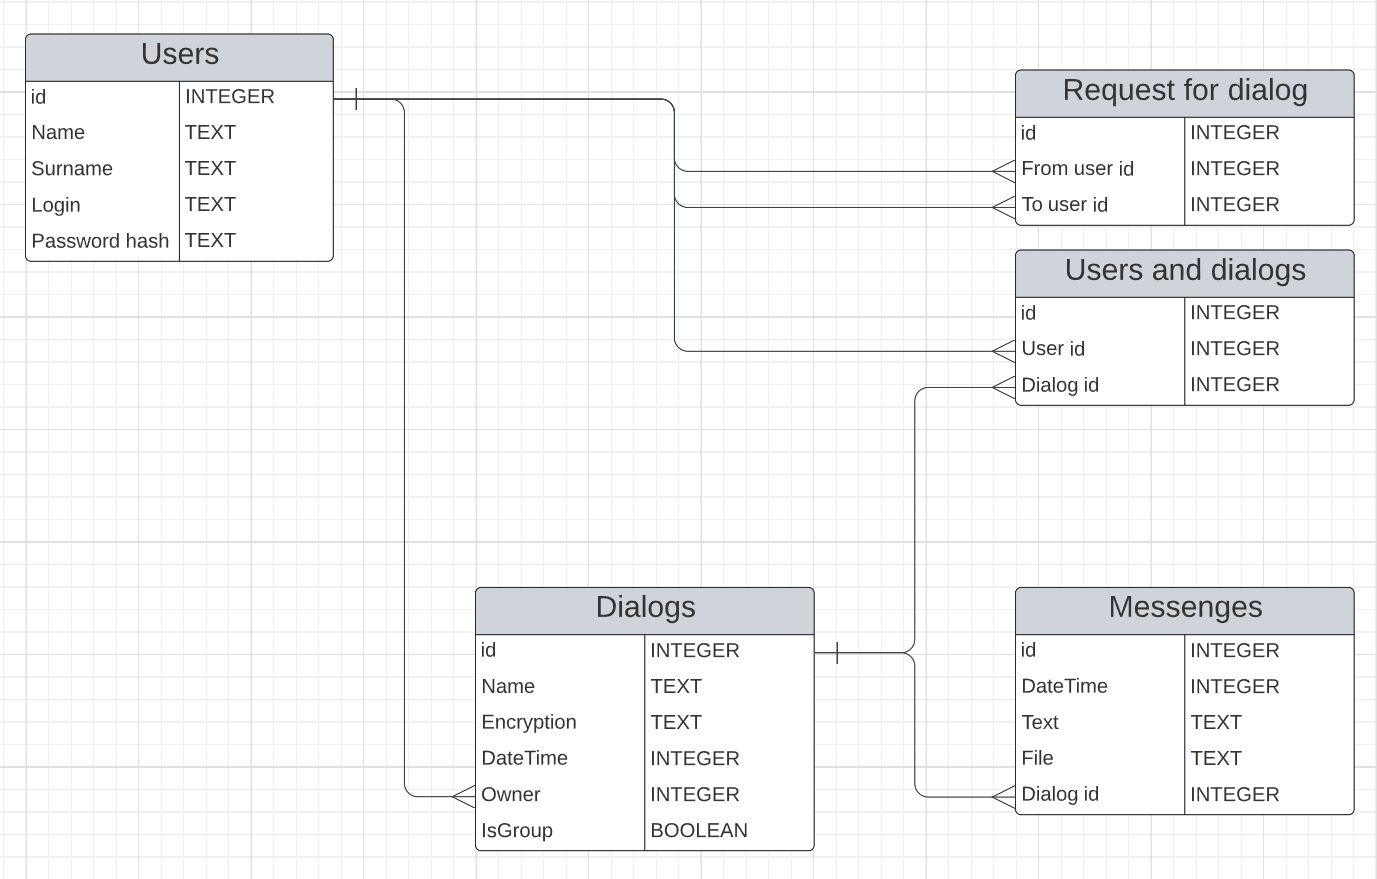 Users
id INTEGER
Name TEXT
Surname TEXT
Login TEXT
Password hash TEXT
Request for dialog
id INTEGER
From user id INTEGER
To user id INTEGER
Users and dialogs
id INTEGER
User id INTEGER
Dialog id INTEGER
Dialogs
id INTEGER
Name TEXT
Encryption TEXT
DateTime INTEGER
Owner INTEGER
IsGroup BOOLEAN
Messenges
id INTEGER
DateTime INTEGER
Text TEXT
File TEXT
Dialog id INTEGER